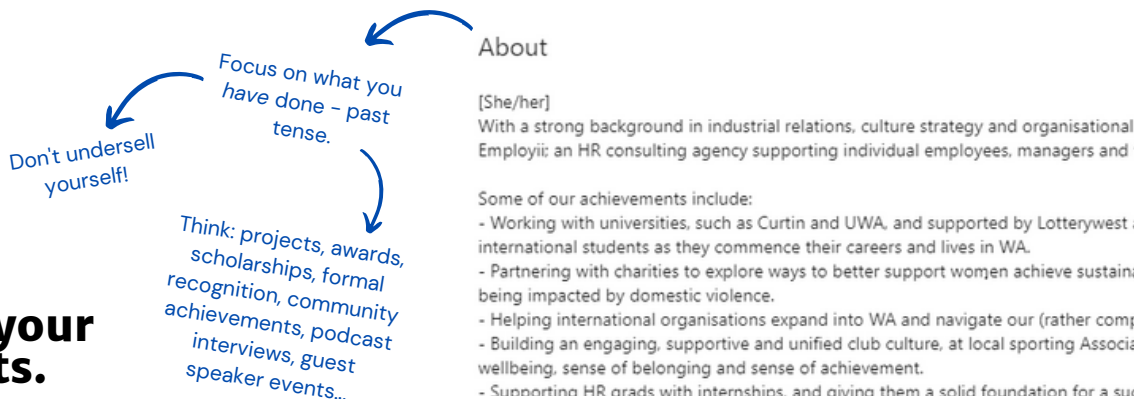 Focus on what you
have done - past
tense.
Don't undersell
yourself!
Think: projects, awards,
scholarships, formal
recognition, community
achievements, podcast
interviews, guest
speaker events...
your
ts.
About
[She/her]
With a strong background in industrial relations, culture strategy and organisational
Employii; an HR consulting agency supporting individual employees, managers and
Some of our achievements include:
- Working with universities, such as Curtin and UWA, and supported by Lotterywest
international students as they commence their careers and lives in WA.
- Partnering with charities to explore ways to better support women achieve
being impacted by domestic violence.
- Helping international organisations expand into WA and navigate our (rather
- Building an engaging, supportive and unified club culture, at local sporting
wellbeing, sense of belonging and sense of achievement.
- Supporting HR grads with internships, and giving them a solid foundation for a